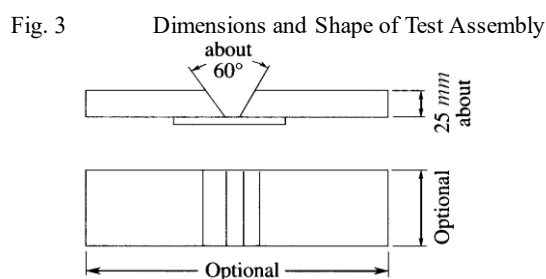 Fig. 3 Dimensions and Shape of Test Assembly
about
60°
25 mm
about
Optional
Optional